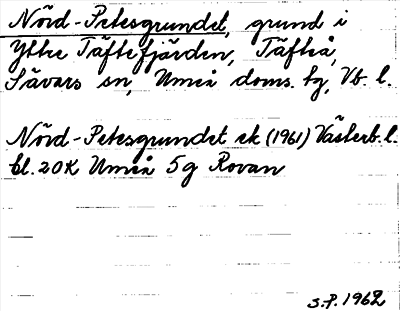 Nörd-Petesgrundet, grund i
Yttre Täftefjärden, Täfteå,
Sävars sn, Umeå doms. tg, Vb. l.
Nörd-Petesgrundet ek (1961) Västerb. l.
bl. 20K Umeå 5g Rovan
S.P. 1962